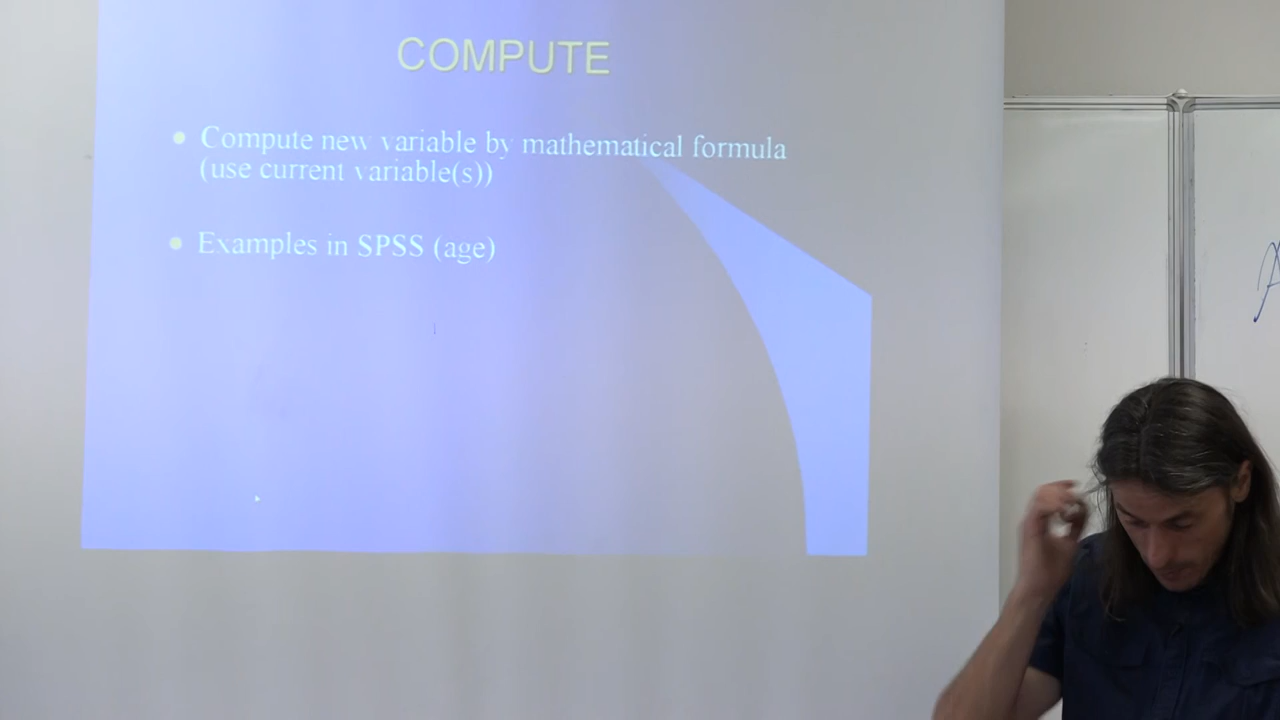 COMPUTE
Compute new variable by mathematical formula
(use current variable(s))
Examples in SPSS (age)
A